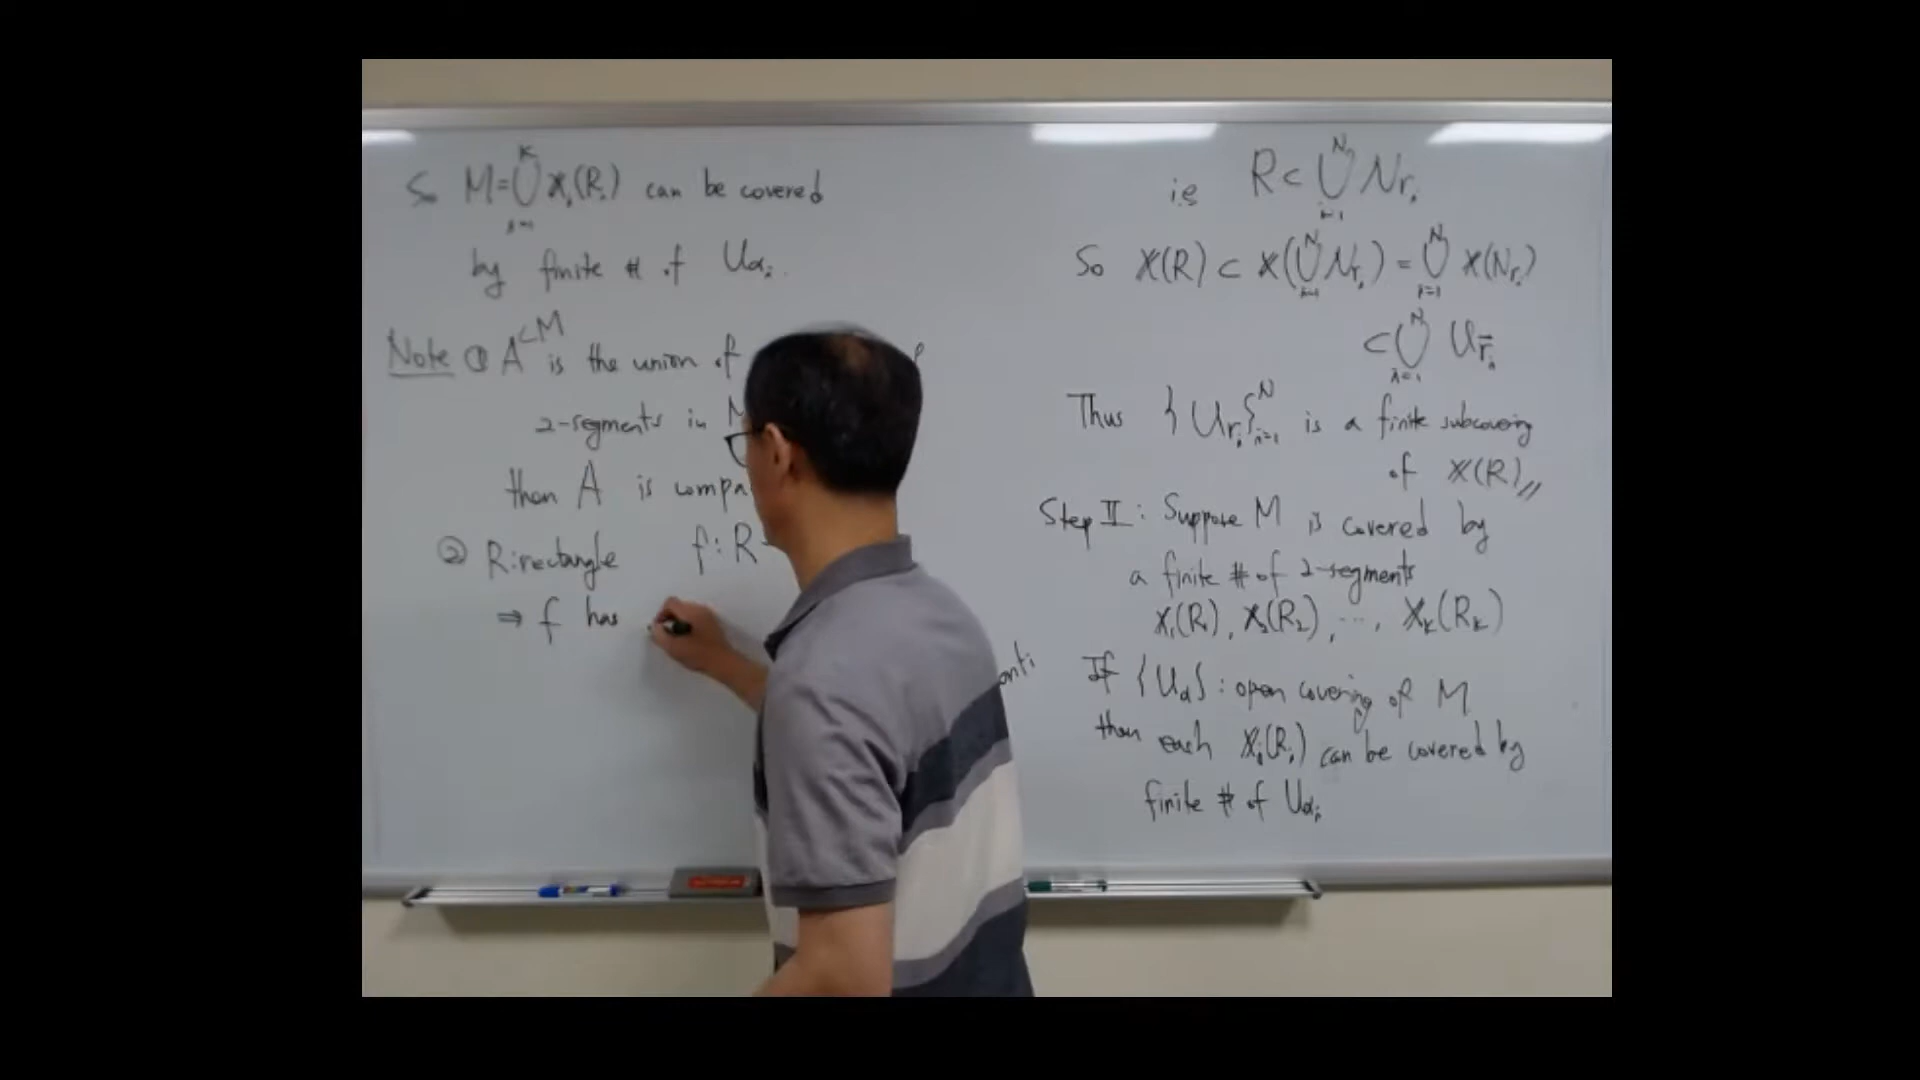 So M = ⋃_{i=1}^{K} x_i(R_i) can be covered
by finite # of U_{α_i}.
Note ① A ⊂ M is the union of
2-segments in M
then A is compa
② R: rectangle f: R
⇒ f has
conti
ie R ⊂ ⋃_{i=1}^{N} N_{r_i}
So x(R) ⊂ x(⋃_{i=1}^{N} N_{r_i}) = ⋃_{i=1}^{N} x(N_{r_i})
⊂ ⋃_{i=1}^{N} U_{r_i}
Thus {U_{r_i}}_{i=1}^{N} is a finite subcovering
of x(R)//
Step II: Suppose M is covered by
a finite # of 2-segments
x_1(R_1), x_2(R_2), ..., x_K(R_K)
If {U_α}: open covering of M
then each x_i(R_i) can be covered by
finite # of U_{α_i}